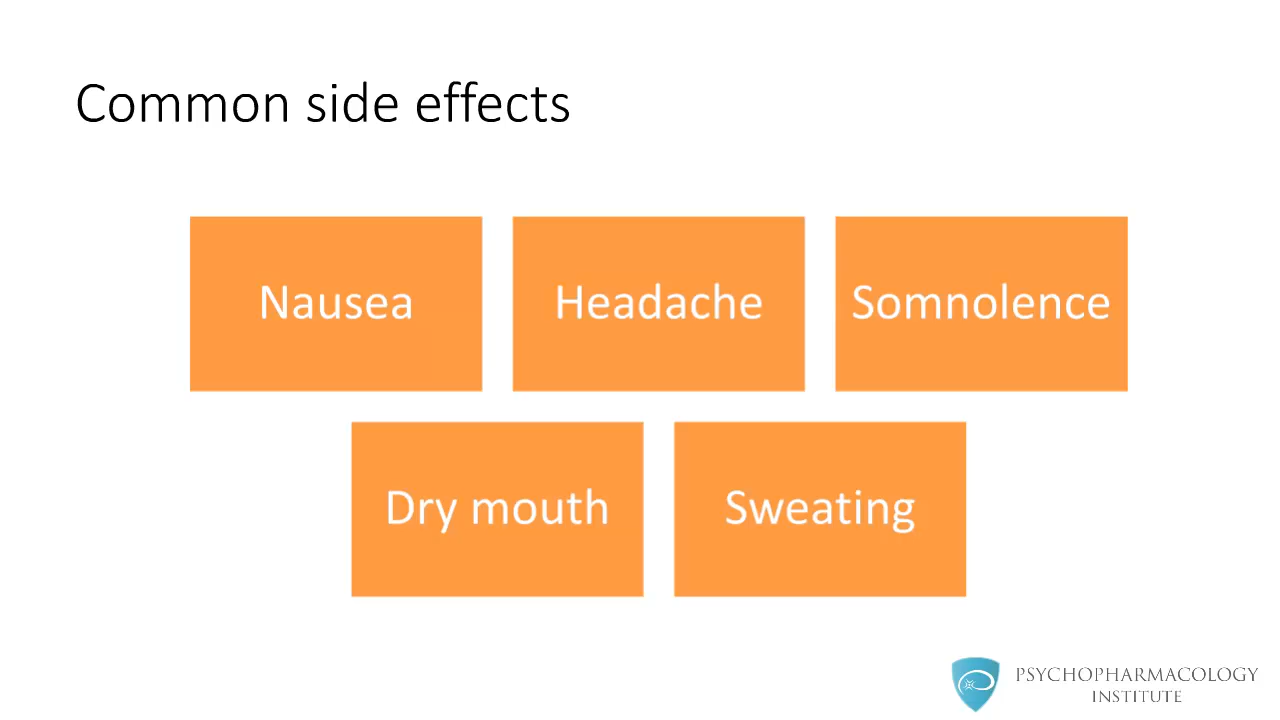 Common side effects
Nausea
Headache
Somnolence
Dry mouth
Sweating
PSYCHOPHARMACOLOGY
INSTITUTE